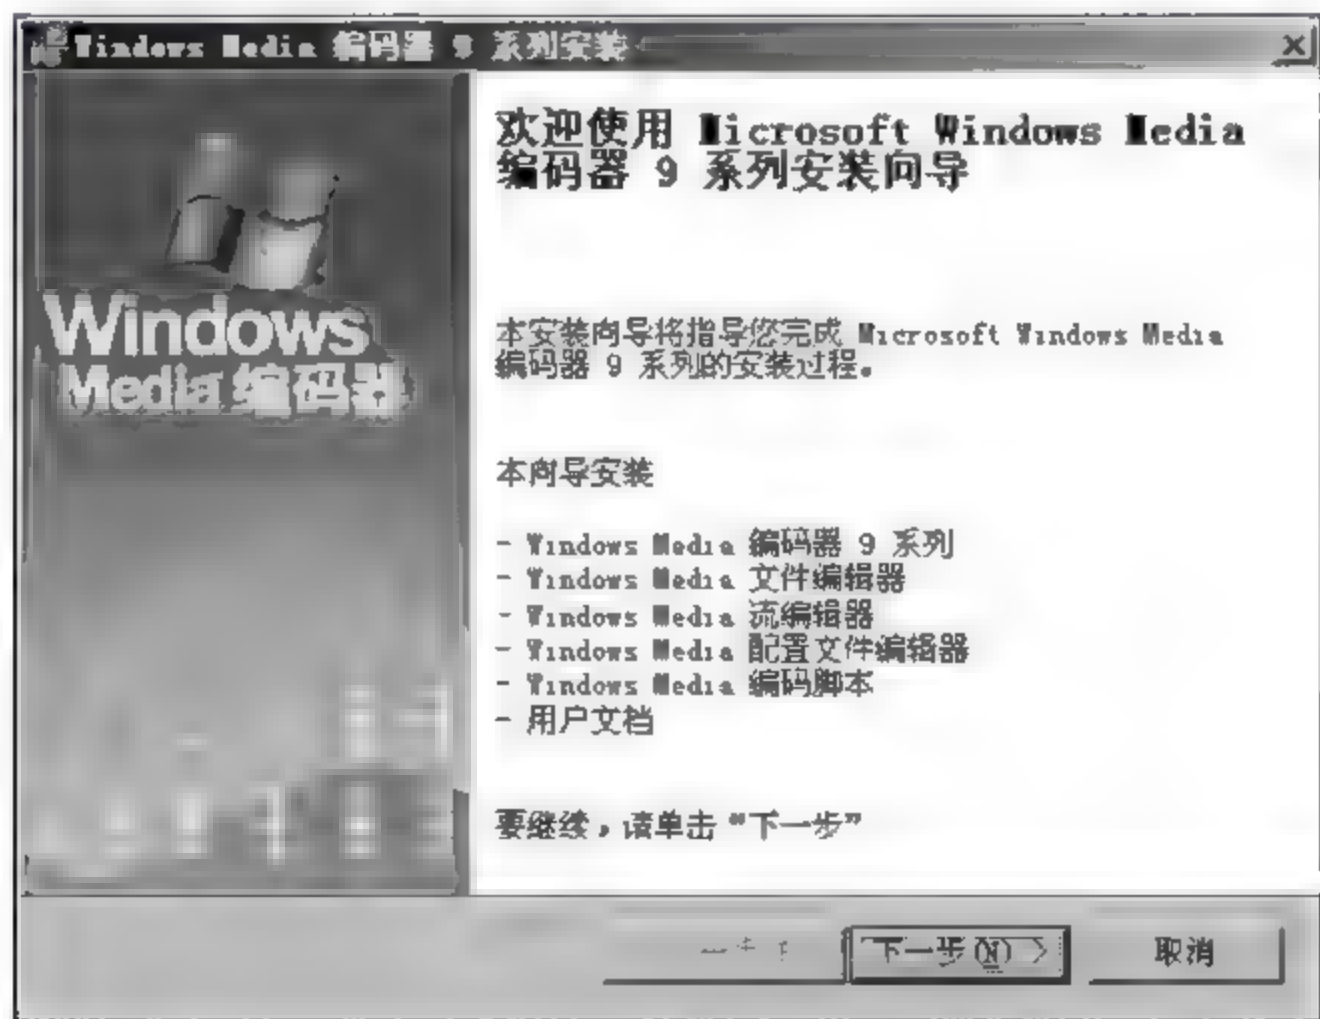 Windows Media 编码器 9 系列安装
欢迎使用 Microsoft Windows Media
编码器 9 系列安装向导
Windows
Media 编码器
本安装向导将指导您完成 Microsoft Windows Media
编码器 9 系列的安装过程。
本向导安装
- Windows Media 编码器 9 系列
- Windows Media 文件编辑器
- Windows Media 流编辑器
- Windows Media 配置文件编辑器
- Windows Media 编码脚本
- 用户文档
要继续，请单击“下一步”
下一步(N) >
取消